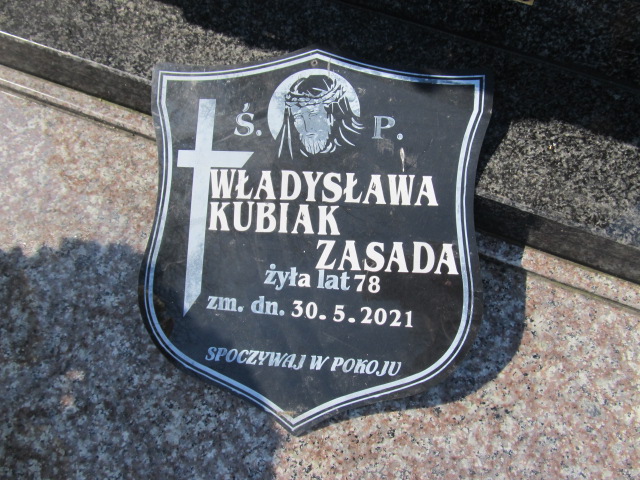 Ś. P.
WŁADYSŁAWA
KUBIAK
ZASADA
żyła lat 78
zm. dn. 30. 5. 2021
SPOCZYWAJ W POKOJU